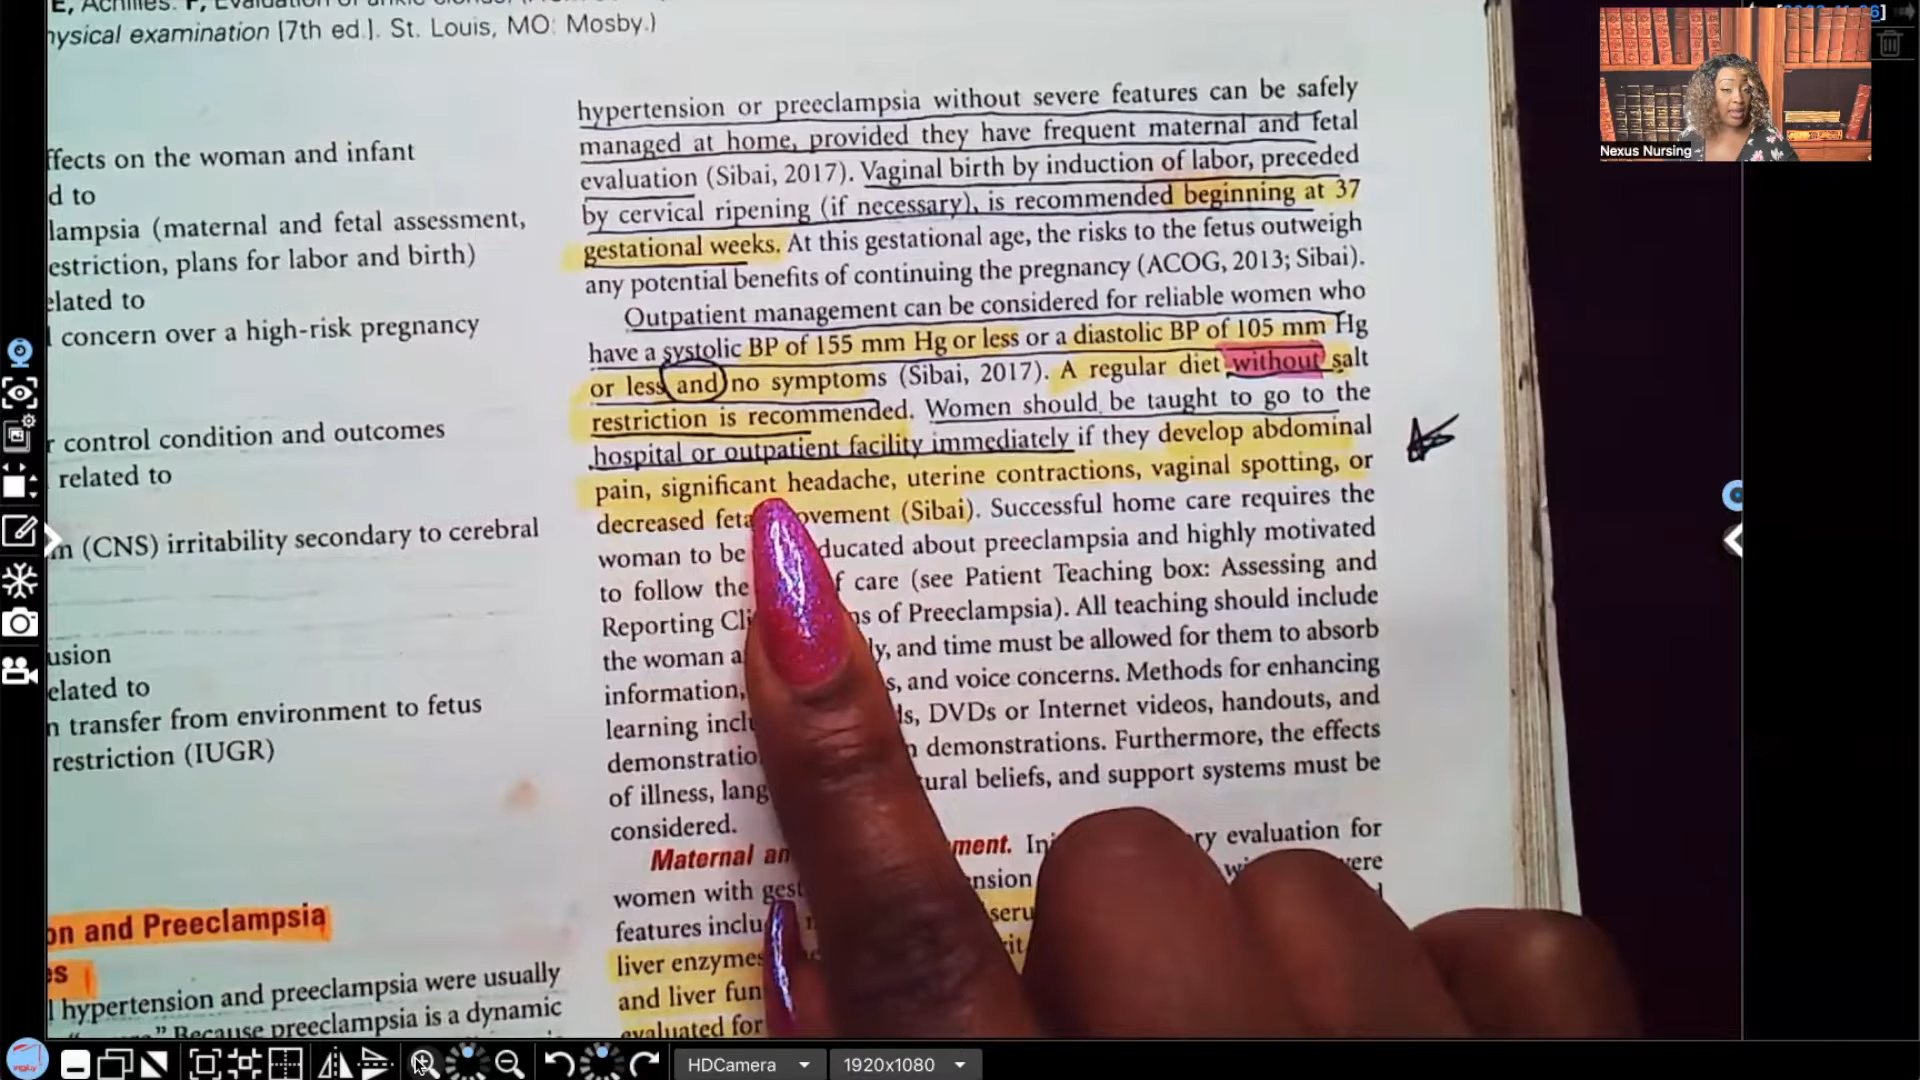 E, Achilles. F, Evaluation of ankle clonus. (From
hysical examination [7th ed.]. St. Louis, MO: Mosby.)
ffects on the woman and infant
d to
lampsia (maternal and fetal assessment,
estriction, plans for labor and birth)
elated to
l concern over a high-risk pregnancy
r control condition and outcomes
related to
m (CNS) irritability secondary to cerebral
usion
elated to
n transfer from environment to fetus
restriction (IUGR)
on and Preeclampsia
es
l hypertension and preeclampsia were usually
Because preeclampsia is a dynamic
hypertension or preeclampsia without severe features can be safely
managed at home, provided they have frequent maternal and fetal
evaluation (Sibai, 2017). Vaginal birth by induction of labor, preceded
by cervical ripening (if necessary), is recommended beginning at 37
gestational weeks. At this gestational age, the risks to the fetus outweigh
any potential benefits of continuing the pregnancy (ACOG, 2013; Sibai).
Outpatient management can be considered for reliable women who
have a systolic BP of 155 mm Hg or less or a diastolic BP of 105 mm Hg
or less and no symptoms (Sibai, 2017). A regular diet without salt
restriction is recommended. Women should be taught to go to the
hospital or outpatient facility immediately if they develop abdominal
pain, significant headache, uterine contractions, vaginal spotting, or
decreased feta ovement (Sibai). Successful home care requires the
woman to be ducated about preeclampsia and highly motivated
to follow the f care (see Patient Teaching box: Assessing and
Reporting Cli ns of Preeclampsia). All teaching should include
the woman a ly, and time must be allowed for them to absorb
information, s, and voice concerns. Methods for enhancing
learning incl ls, DVDs or Internet videos, handouts, and
demonstratio n demonstrations. Furthermore, the effects
of illness, lang ural beliefs, and support systems must be
considered.
Maternal an ment. In ry evaluation for
women with gest nsion w vere
features inclu seru
liver enzymes
and liver fun
evaluated for
Nexus Nursing
HDCamera
1920x1080